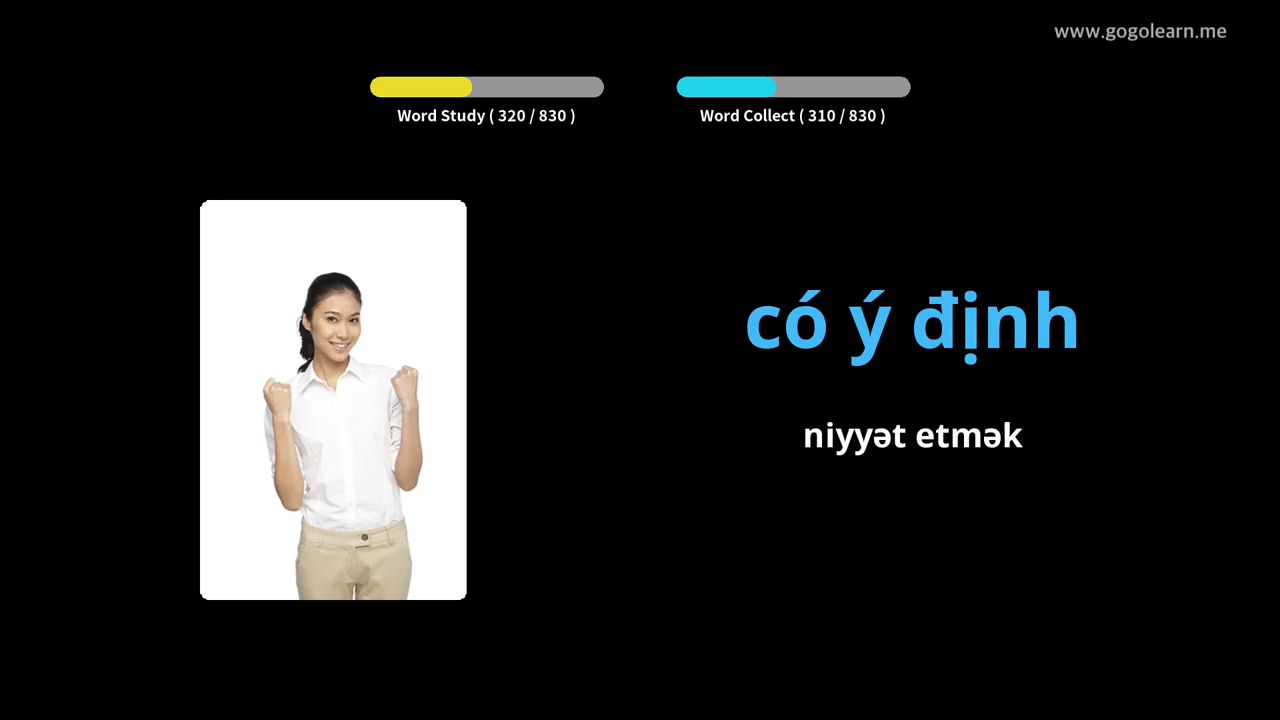 www.gogolearn.me
Word Study ( 320 / 830 )
Word Collect ( 310 / 830 )
có ý định
niyyət etmək